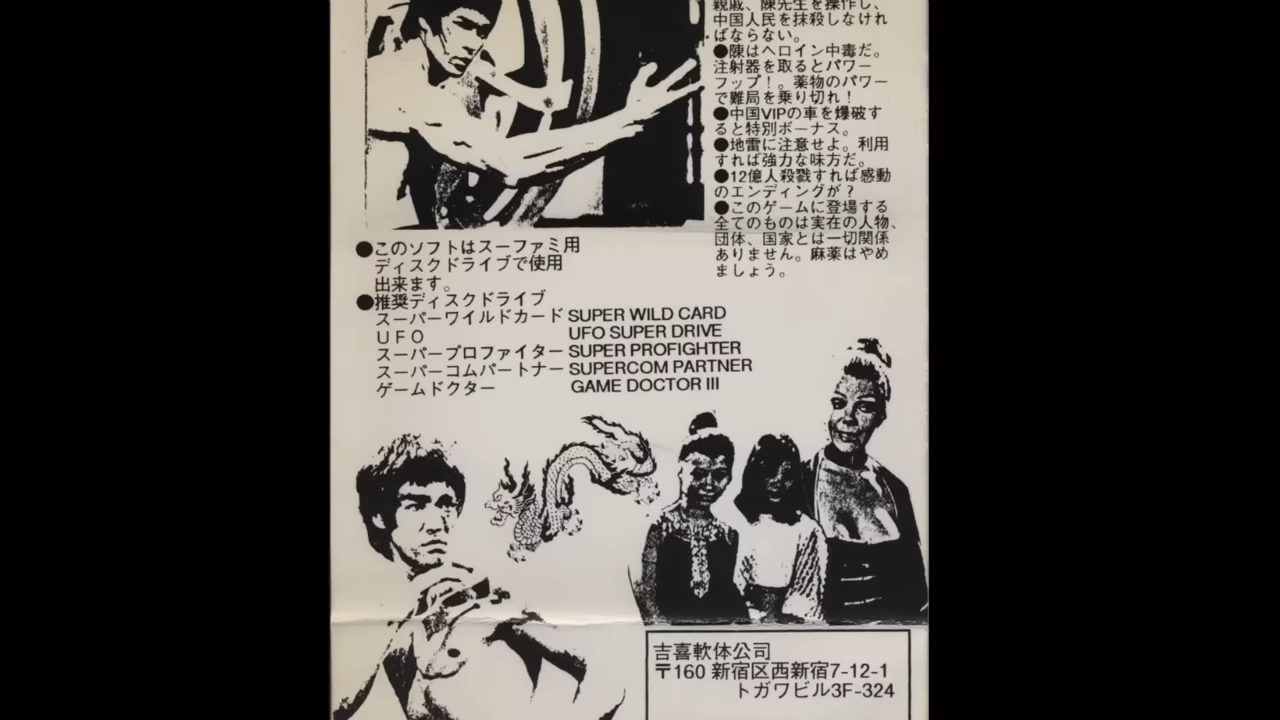 親戚、陳先生を操作し、
中国人民を抹殺しなけれ
ばならない。
●陳はヘロイン中毒だ。
注射器を取るとパワー
フップ!。薬物のパワー
で難局を乗り切れ!
●中国VIPの車を爆破す
ると特別ボーナス。
●地雷に注意せよ。利用
すれば強力な味方だ。
●12億人殺戮すれば感動
のエンディングが?
●このゲームに登場する
全てのものは実在の人物、
団体、国家とは一切関係
ありません。麻薬はやめ
ましょう。
●このソフトはスーファミ用
ディスクドライブで使用
出来ます。
●推奨ディスクドライブ
スーパーワイルドカード SUPER WILD CARD
UFO UFO SUPER DRIVE
スーパープロファイター SUPER PROFIGHTER
スーパーコムパートナー SUPERCOM PARTNER
ゲームドクター GAME DOCTOR III
吉喜軟体公司
〒160 新宿区西新宿7-12-1
トガワビル3F-324